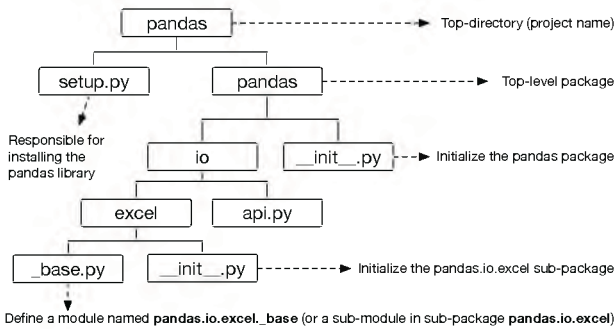 pandas
Top-directory (project name)
setup.py
pandas
Top-level package
Responsible for
installing the
pandas library
io
__init__.py
Initialize the pandas package
excel
api.py
_base.py
__init__.py
Initialize the pandas.io.excel sub-package
Define a module named pandas.io.excel._base (or a sub-module in sub-package pandas.io.excel)